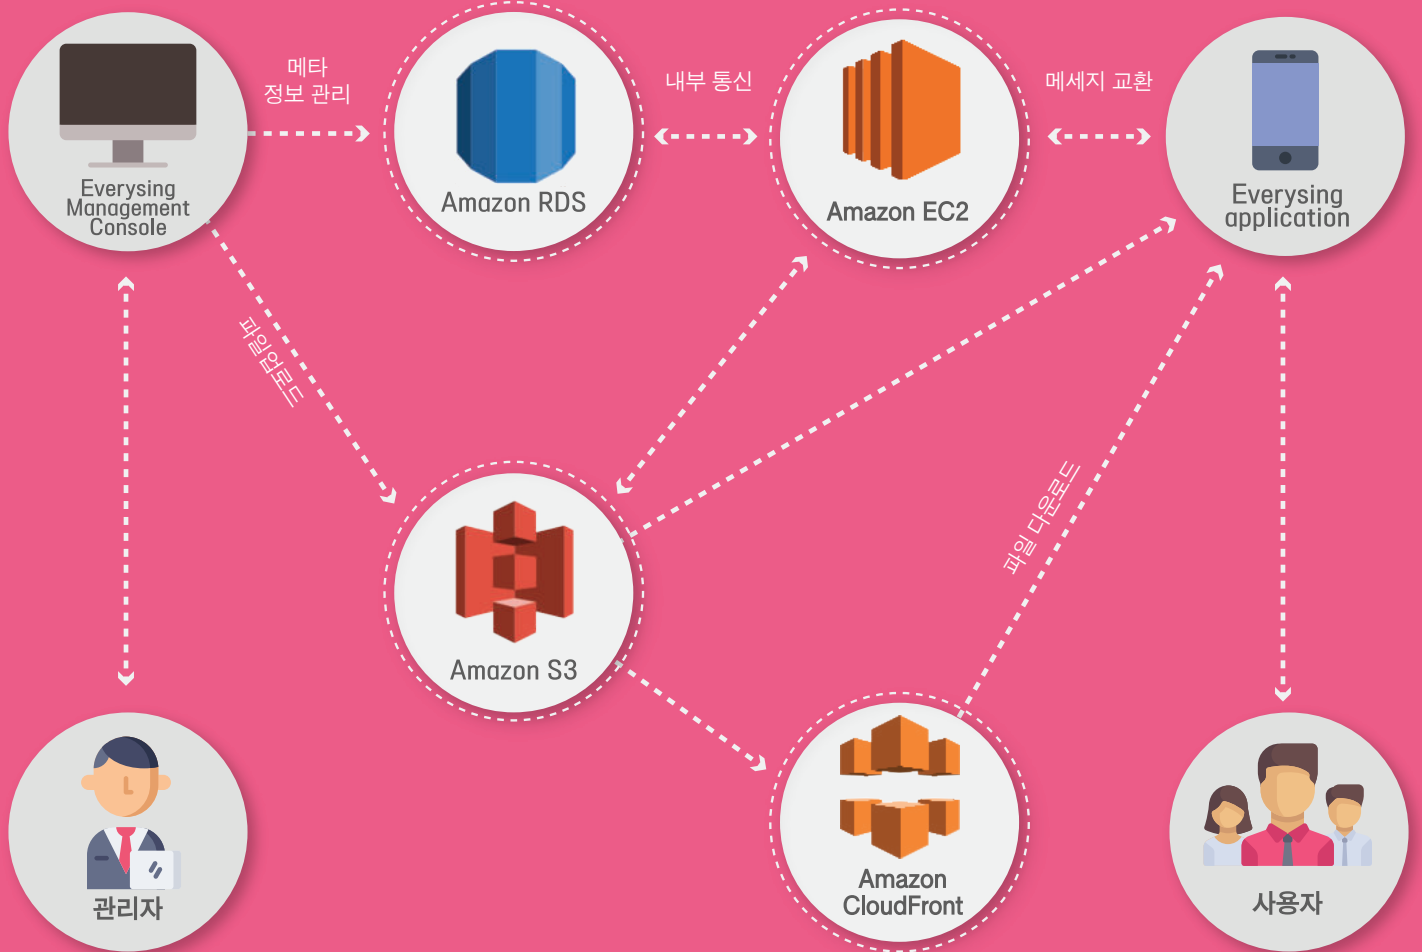 메타
정보 관리
내부 통신
메세지 교환
Everysing
Management
Console
Amazon RDS
Amazon EC2
Everysing
application
파일업로드
파일 다운로드
Amazon S3
Amazon
CloudFront
관리자
사용자